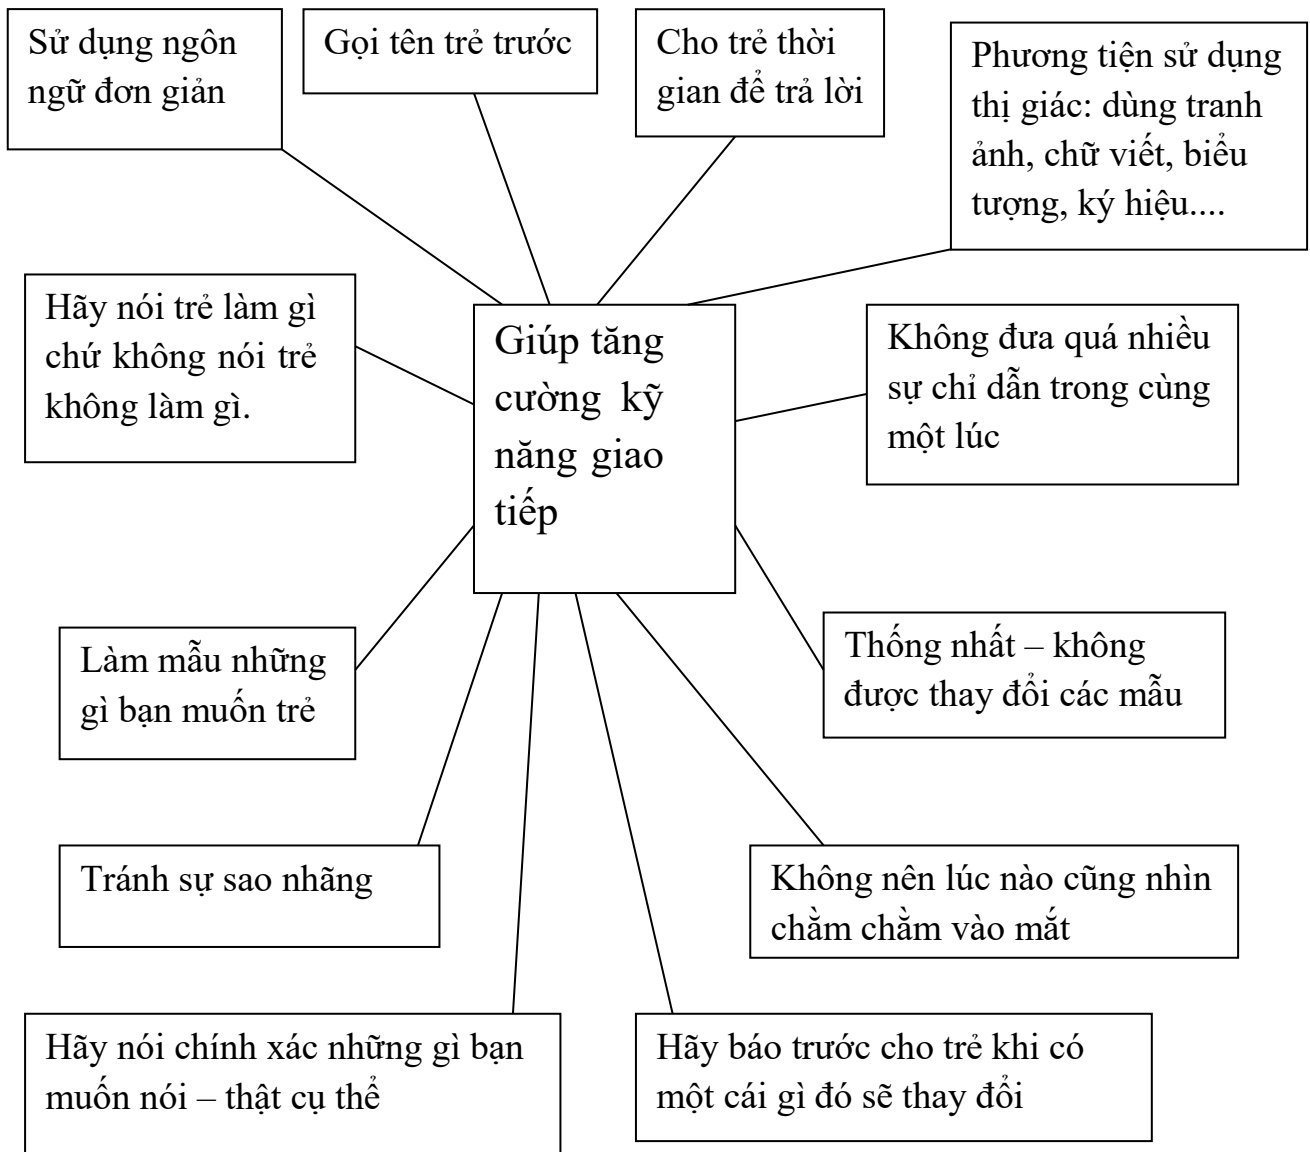 Sử dụng ngôn
ngữ đơn giản
Gọi tên trẻ trước
Cho trẻ thời
gian để trả lời
Phương tiện sử dụng
thị giác: dùng tranh
ảnh, chữ viết, biểu
tượng, ký hiệu....
Hãy nói trẻ làm gì
chứ không nói trẻ
không làm gì.
Giúp tăng
cường kỹ
năng giao
tiếp
Không đưa quá nhiều
sự chỉ dẫn trong cùng
một lúc
Làm mẫu những
gì bạn muốn trẻ
Thống nhất – không
được thay đổi các mẫu
Tránh sự sao nhãng
Không nên lúc nào cũng nhìn
chằm chằm vào mắt
Hãy nói chính xác những gì bạn
muốn nói – thật cụ thể
Hãy báo trước cho trẻ khi có
một cái gì đó sẽ thay đổi